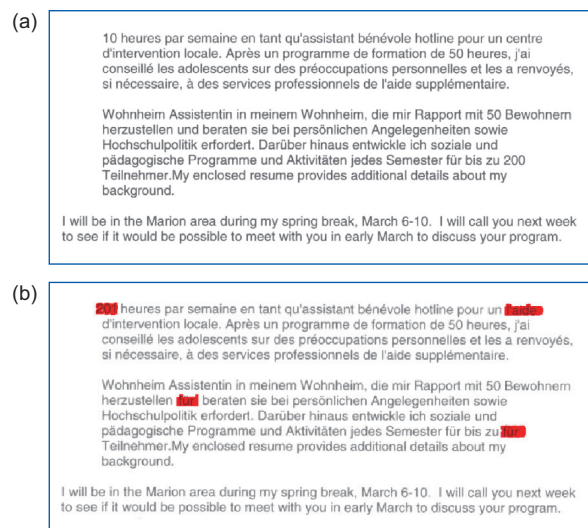 (a)
10 heures par semaine en tant qu'assistant bénévole hotline pour un centre
d'intervention locale. Après un programme de formation de 50 heures, j'ai
conseillé les adolescents sur des préoccupations personnelles et les a renvoyés,
si nécessaire, à des services professionnels de l'aide supplémentaire.
Wohnheim Assistentin in meinem Wohnheim, die mir Rapport mit 50 Bewohnern
herzustellen und beraten sie bei persönlichen Angelegenheiten sowie
Hochschulpolitik erfordert. Darüber hinaus entwickle ich soziale und
pädagogische Programme und Aktivitäten jedes Semester für bis zu 200
Teilnehmer.My enclosed resume provides additional details about my
background.
I will be in the Marion area during my spring break, March 6-10. I will call you next week
to see if it would be possible to meet with you in early March to discuss your program.
(b)
heures par semaine en tant qu'assistant bénévole hotline pour un l'aide
d'intervention locale. Après un programme de formation de 50 heures, j'ai
conseillé les adolescents sur des préoccupations personnelles et les a renvoyés,
si nécessaire, à des services professionnels de l'aide supplémentaire.
Wohnheim Assistentin in meinem Wohnheim, die mir Rapport mit 50 Bewohnern
herzustellen für beraten sie bei persönlichen Angelegenheiten sowie
Hochschulpolitik erfordert. Darüber hinaus entwickle ich soziale und
pädagogische Programme und Aktivitäten jedes Semester für bis zu für
Teilnehmer.My enclosed resume provides additional details about my
background.
I will be in the Marion area during my spring break, March 6-10. I will call you next week
to see if it would be possible to meet with you in early March to discuss your program.